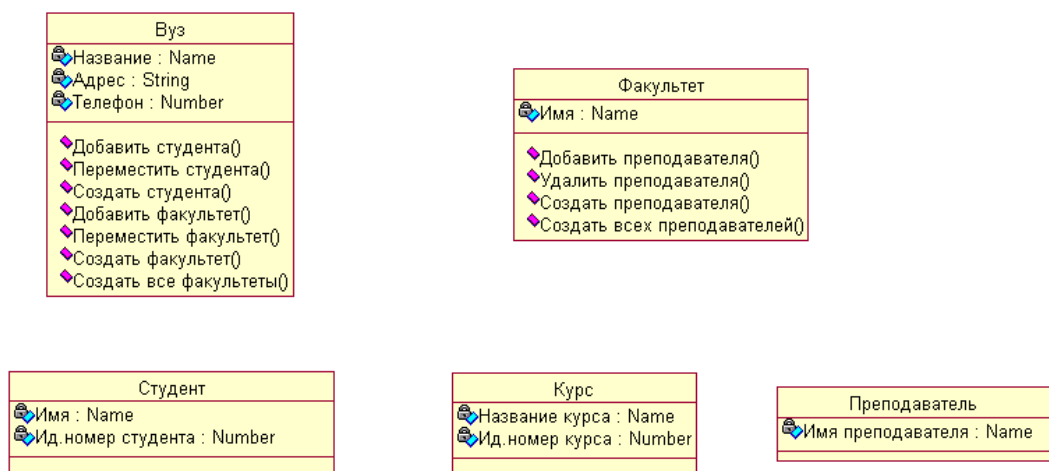 Вуз
Название : Name
Адрес : String
Телефон : Number
Добавить студента()
Переместить студента()
Создать студента()
Добавить факультет()
Переместить факультет()
Создать факультет()
Создать все факультеты()
Факультет
Имя : Name
Добавить преподавателя()
Удалить преподавателя()
Создать преподавателя()
Создать всех преподавателей()
Студент
Имя : Name
Ид.номер студента : Number
Курс
Название курса : Name
Ид.номер курса : Number
Преподаватель
Имя преподавателя : Name